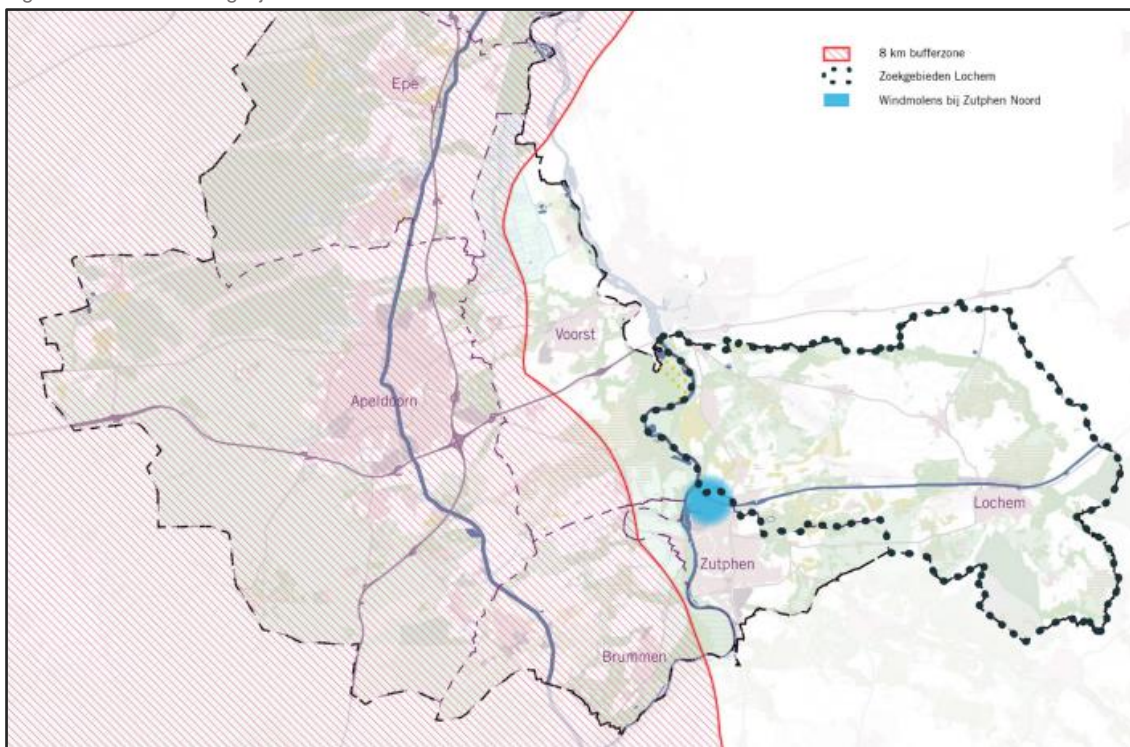 8 km bufferzone
Zoekgebieden Lochem
Windmolens bij Zutphen Noord
Epe
Voorst
Apeldoorn
Lochem
Zutphen
Brummen